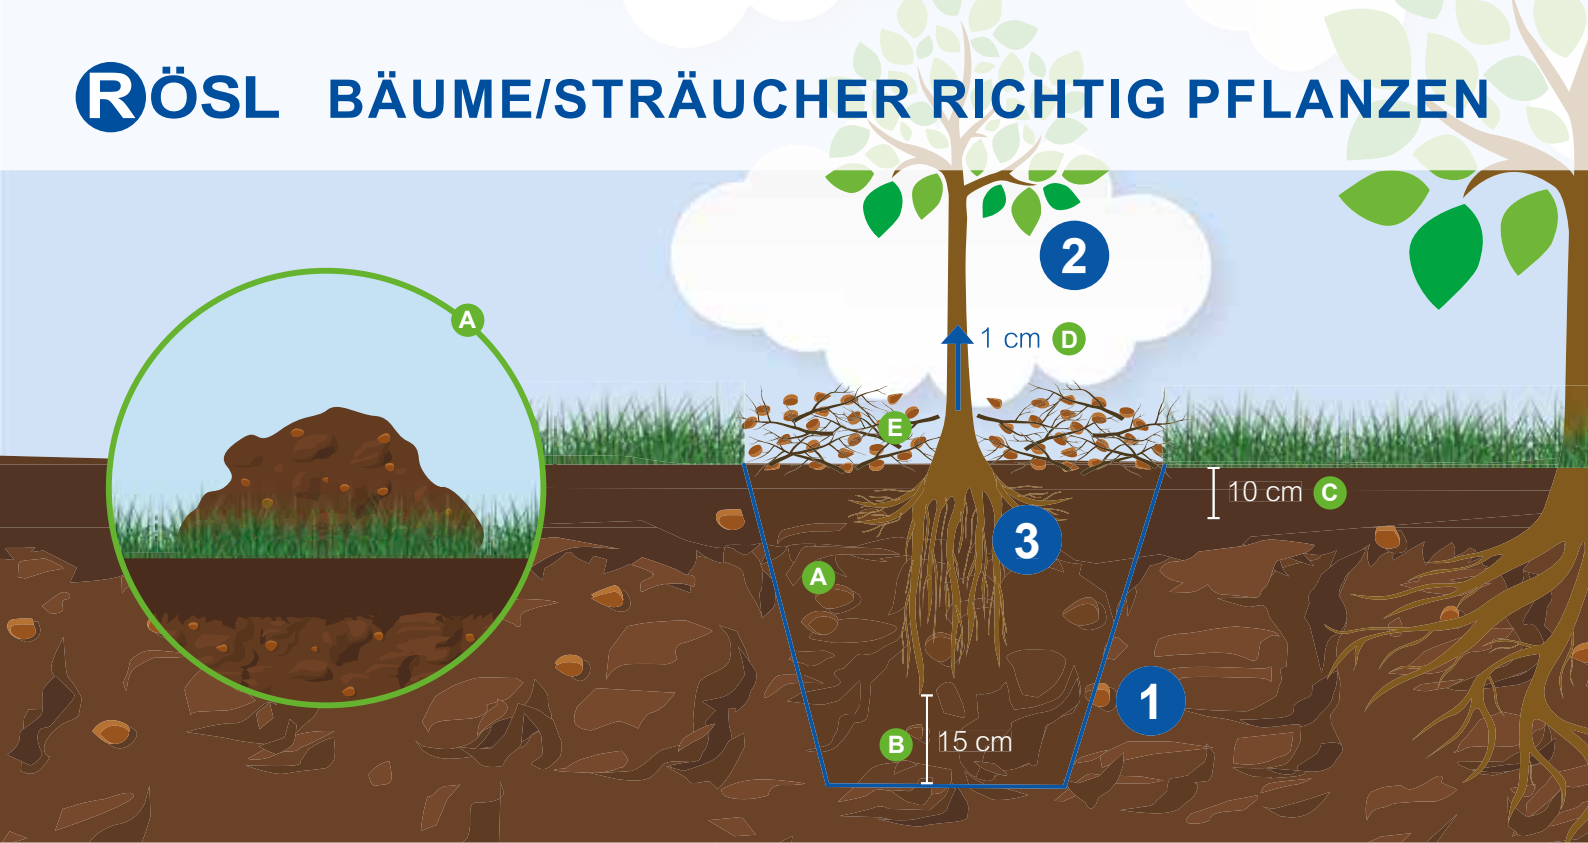 RÖSL BÄUME/STRÄUCHER RICHTIG PFLANZEN
2
A
1 cm D
E
10 cm C
3
A
1
B 15 cm